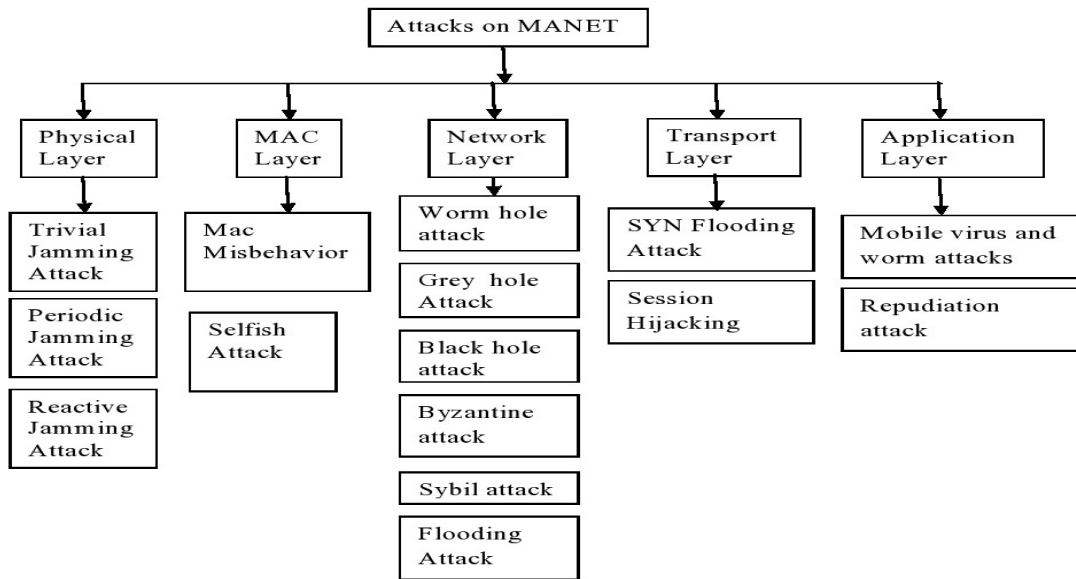 Attacks on MANET
Physical
Layer
MAC
Layer
Network
Layer
Transport
Layer
Application
Layer
Trivial
Jamming
Attack
Periodic
Jamming
Attack
Reactive
Jamming
Attack
Mac
Misbehavior
Selfish
Attack
Worm hole
attack
Grey hole
Attack
Black hole
attack
Byzantine
attack
Sybil attack
Flooding
Attack
SYN Flooding
Attack
Session
Hijacking
Mobile virus and
worm attacks
Repudiation
attack